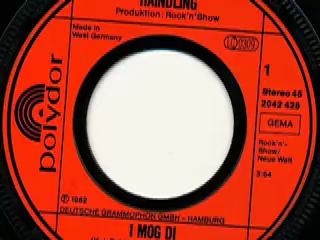 HAINDLING
Produktion: Rock'n'Show
Made in
West Germany
polydor
1
Stereo 45
2042 428
GEMA
Rock'n'-
Show/
Neue Welt
3:54
℗ 1982
DEUTSCHE GRAMMOPHON GMBH - HAMBURG
I MOG DI